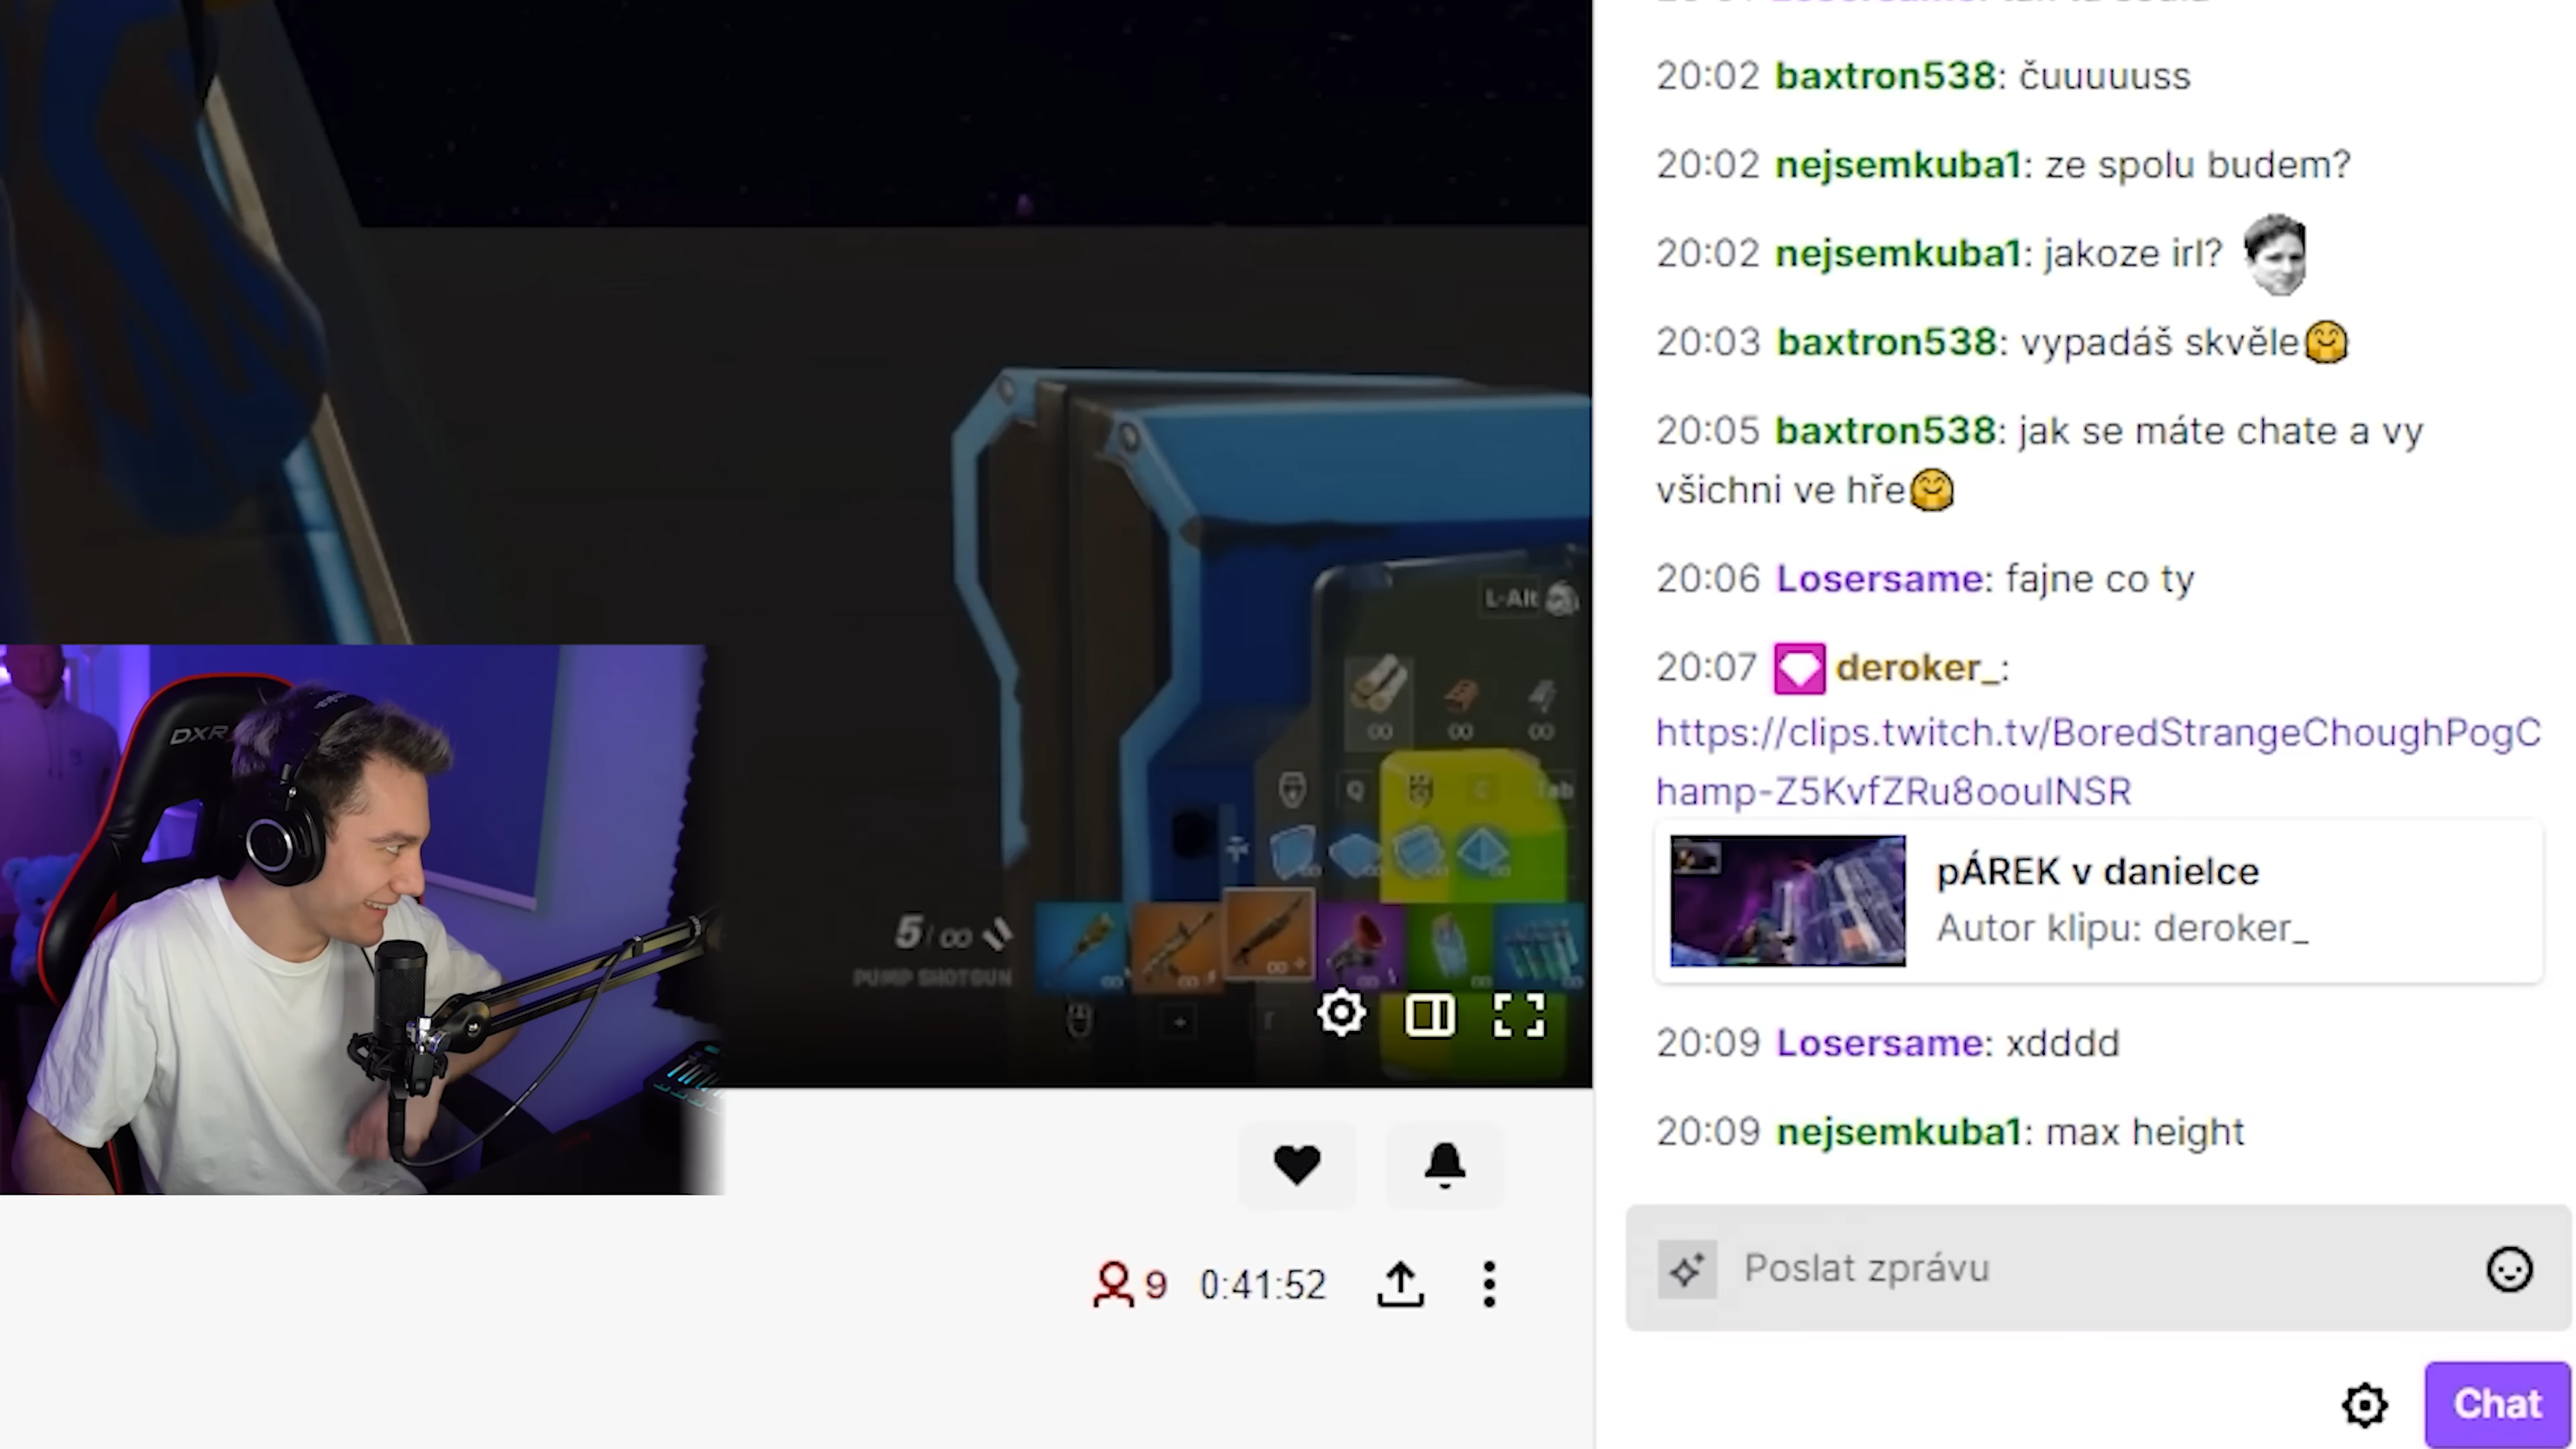 20:02 baxtron538: čuuuuuss
20:02 nejsemkuba1: ze spolu budem?
20:02 nejsemkuba1: jakoze irl?
20:03 baxtron538: vypadáš skvěle🤗
20:05 baxtron538: jak se máte chate a vy
všichni ve hře🤗
20:06 Losersame: fajne co ty
20:07 deroker_:
https://clips.twitch.tv/BoredStrangeChoughPogC
hamp-Z5KvfZRu8oouINSR
pÁREK v danielce
Autor klipu: deroker_
20:09 Losersame: xdddd
20:09 nejsemkuba1: max height
Poslat zprávu
Chat
L-Alt
∞ ∞ ∞
Q C Tab
5/∞
PUMP SHOTGUN
DXR
9 0:41:52